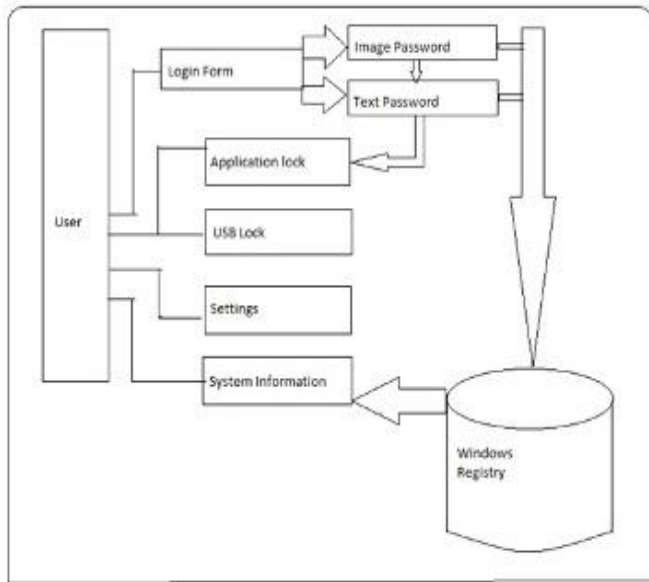 Image Password
Login Form
Text Password
Application lock
User
USB Lock
Settings
System Information
Windows
Registry